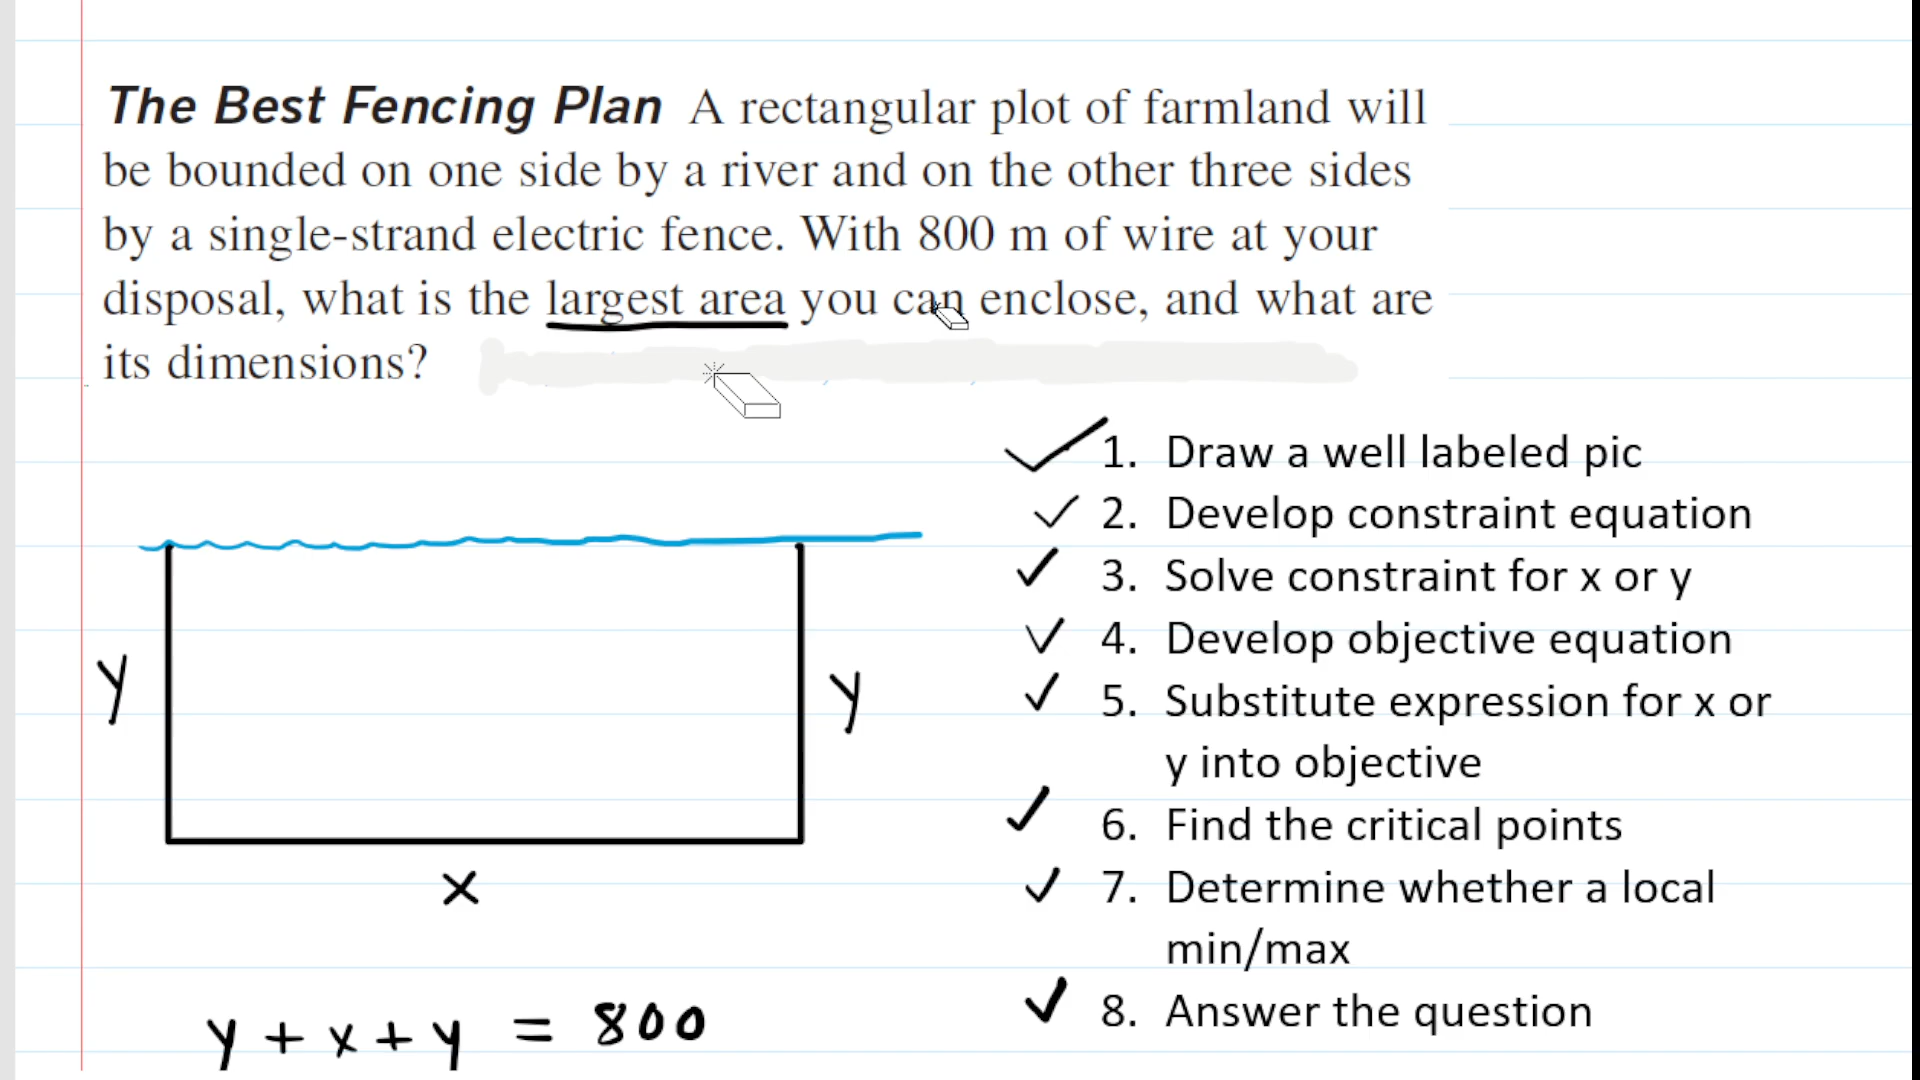 The Best Fencing Plan A rectangular plot of farmland will
be bounded on one side by a river and on the other three sides
by a single-strand electric fence. With 800 m of wire at your
disposal, what is the largest area you can enclose, and what are
its dimensions?
1. Draw a well labeled pic
2. Develop constraint equation
3. Solve constraint for x or y
4. Develop objective equation
5. Substitute expression for x or
y into objective
6. Find the critical points
7. Determine whether a local
min/max
8. Answer the question
y
y
x
y + x + y = 800